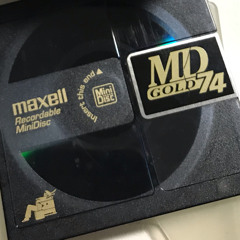 maxell
Recordable
MiniDisc
Insert this end ▲
Mini
Disc
MD
GOLD 74